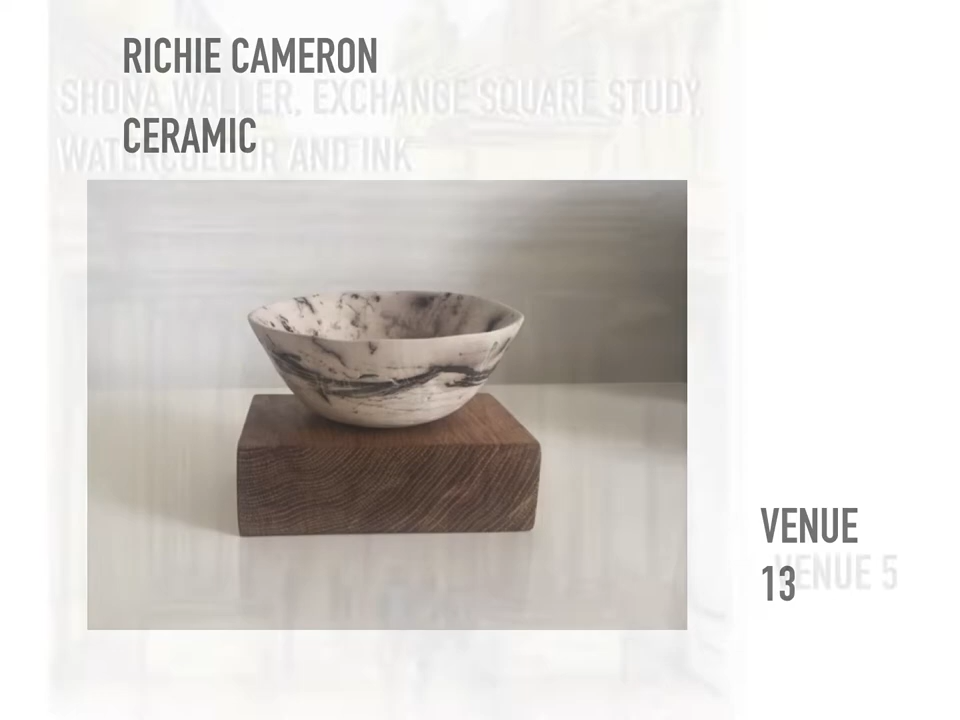 RICHIE CAMERON
SHONA WALLER, EXCHANGE SQUARE STUDY,
CERAMIC
WATERCOLOUR AND INK
VENUE
13
VENUE 5